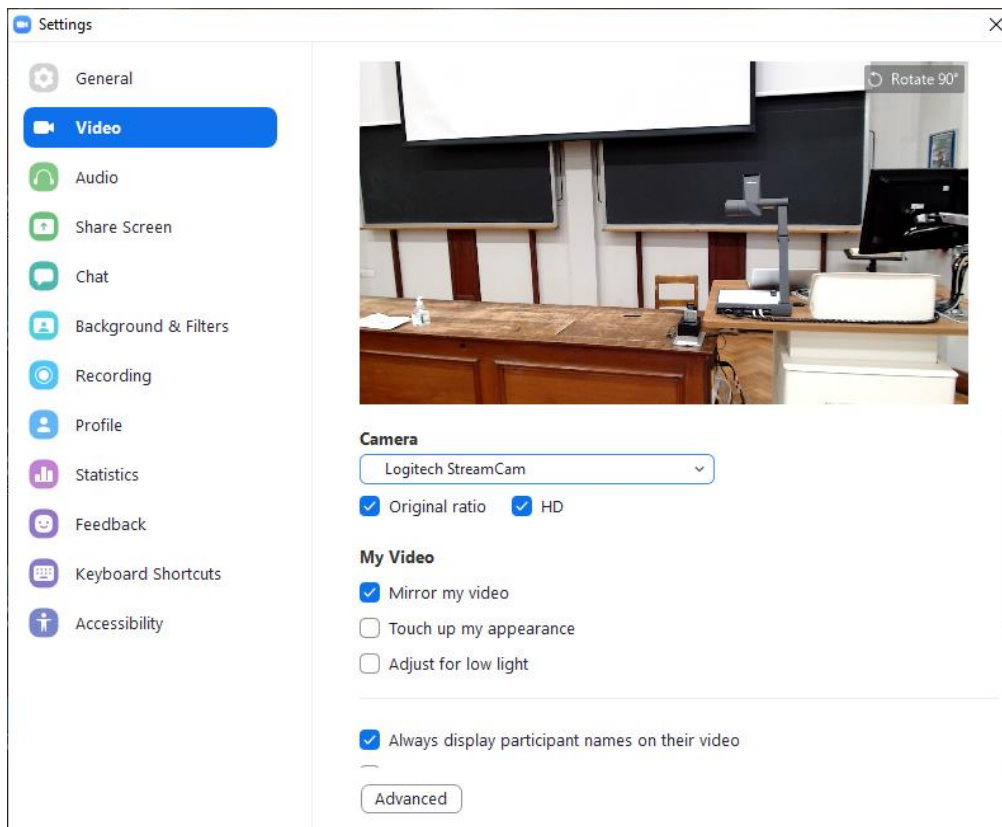 Settings
General
Video
Audio
Share Screen
Chat
Background & Filters
Recording
Profile
Statistics
Feedback
Keyboard Shortcuts
Accessibility
Rotate 90°
Camera
Logitech StreamCam
Original ratio HD
My Video
Mirror my video
Touch up my appearance
Adjust for low light
Always display participant names on their video
Advanced